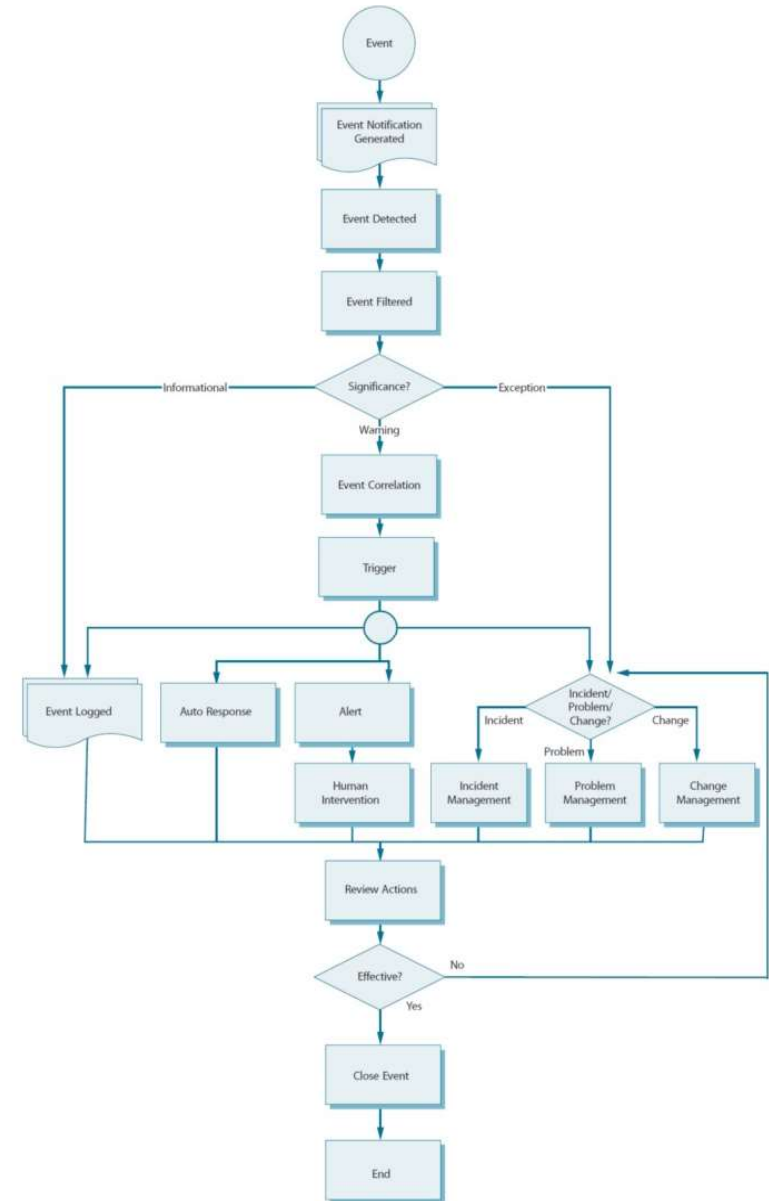 Event
Event Notification
Generated
Event Detected
Event Filtered
Informational
Significance?
Exception
Warning
Event Correlation
Trigger
Event Logged
Auto Response
Alert
Incident/
Problem/
Change?
Incident
Problem
Change
Human
Intervention
Incident
Management
Problem
Management
Change
Management
Review Actions
Effective?
No
Yes
Close Event
End